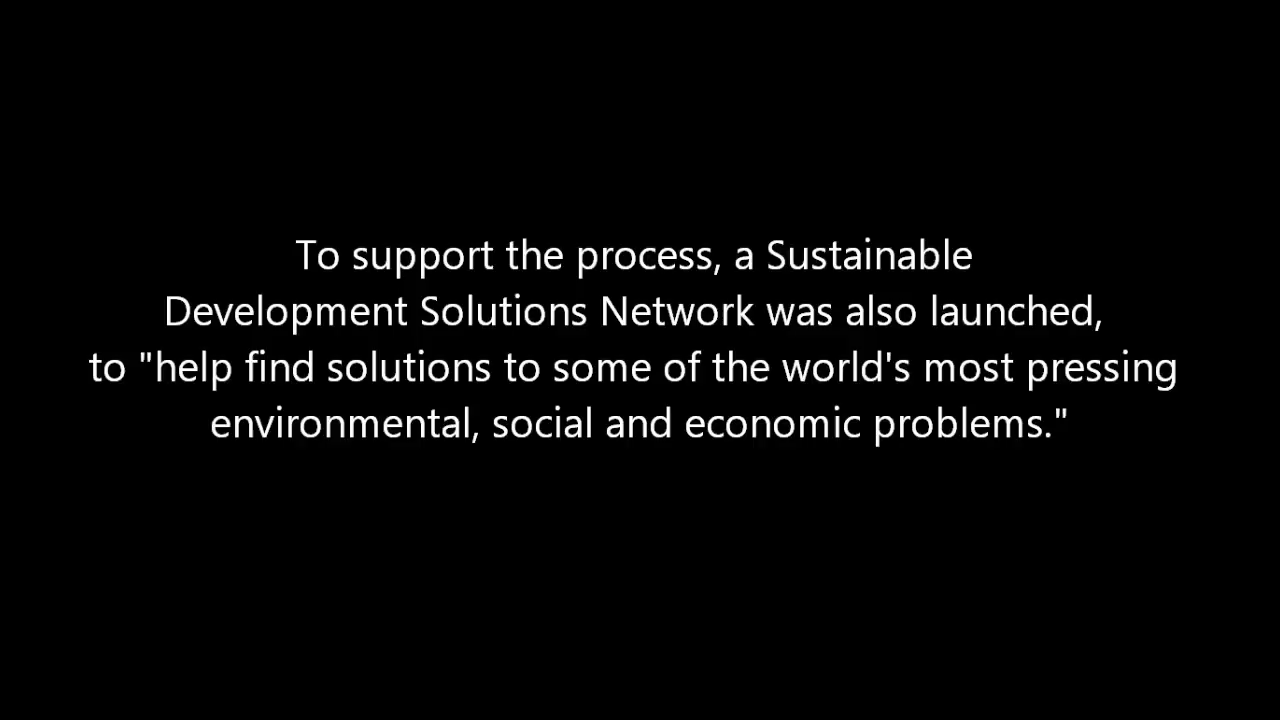 To support the process, a Sustainable
Development Solutions Network was also launched,
to "help find solutions to some of the world's most pressing
environmental, social and economic problems."